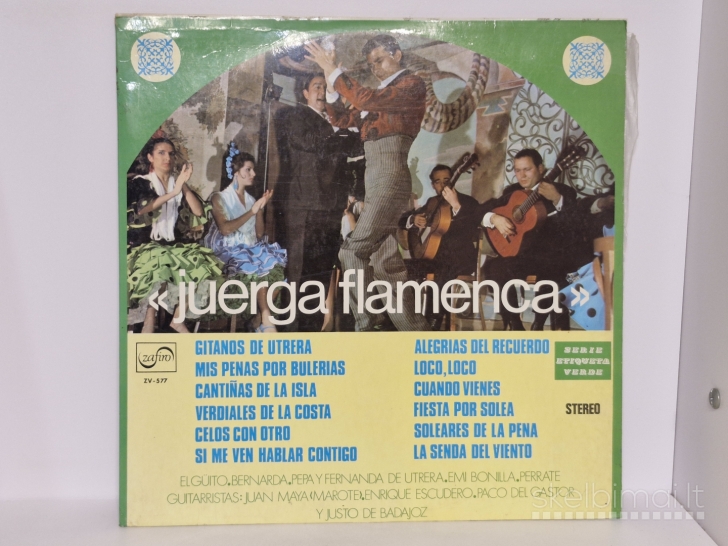 « juerga flamenca »
zafiro
ZV-577
GITANOS DE UTRERA
MIS PENAS POR BULERIAS
CANTIÑAS DE LA ISLA
VERDIALES DE LA COSTA
CELOS CON OTRO
SI ME VEN HABLAR CONTIGO
ALEGRIAS DEL RECUERDO
LOCO, LOCO
CUANDO VIENES
FIESTA POR SOLEA
SOLEARES DE LA PENA
LA SENDA DEL VIENTO
SERIE
ETIQUETA
VERDE
STEREO
EL GÜITO.BERNARDA.PEPA Y FERNANDA DE UTRERA.EMI BONILLA.PERRATE
GUITARRISTAS: JUAN MAYA (MAROTE).ENRIQUE ESCUDERO.PACO DEL GASTOR
Y JUSTO DE BADAJOZ
skelbimai.lt